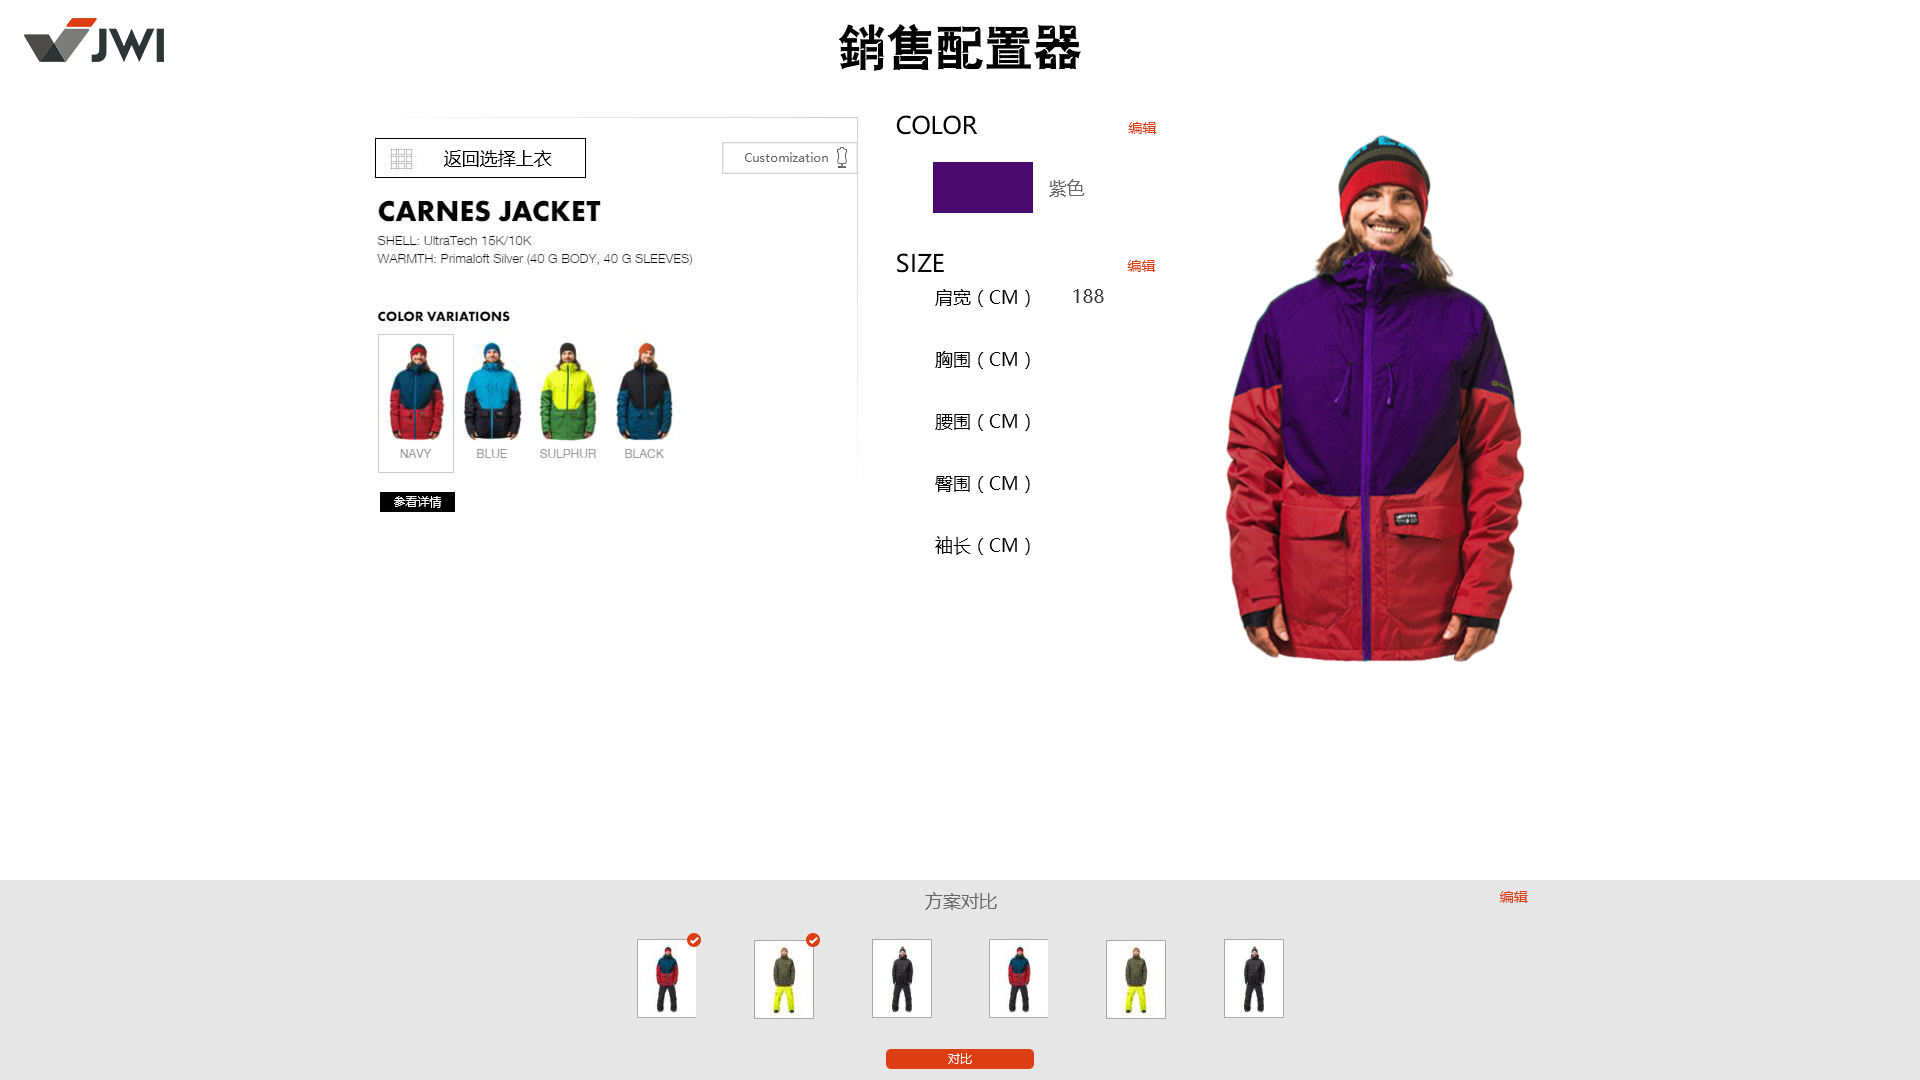 JWI
銷售配置器
返回选择上衣
Customization
CARNES JACKET
SHELL: UltraTech 15K/10K
WARMTH: Primaloft Silver (40 G BODY, 40 G SLEEVES)
COLOR VARIATIONS
NAVY
BLUE
SULPHUR
BLACK
参看详情
COLOR
编辑
紫色
SIZE
编辑
肩宽（CM）
188
胸围（CM）
腰围（CM）
臀围（CM）
袖长（CM）
方案对比
编辑
对比